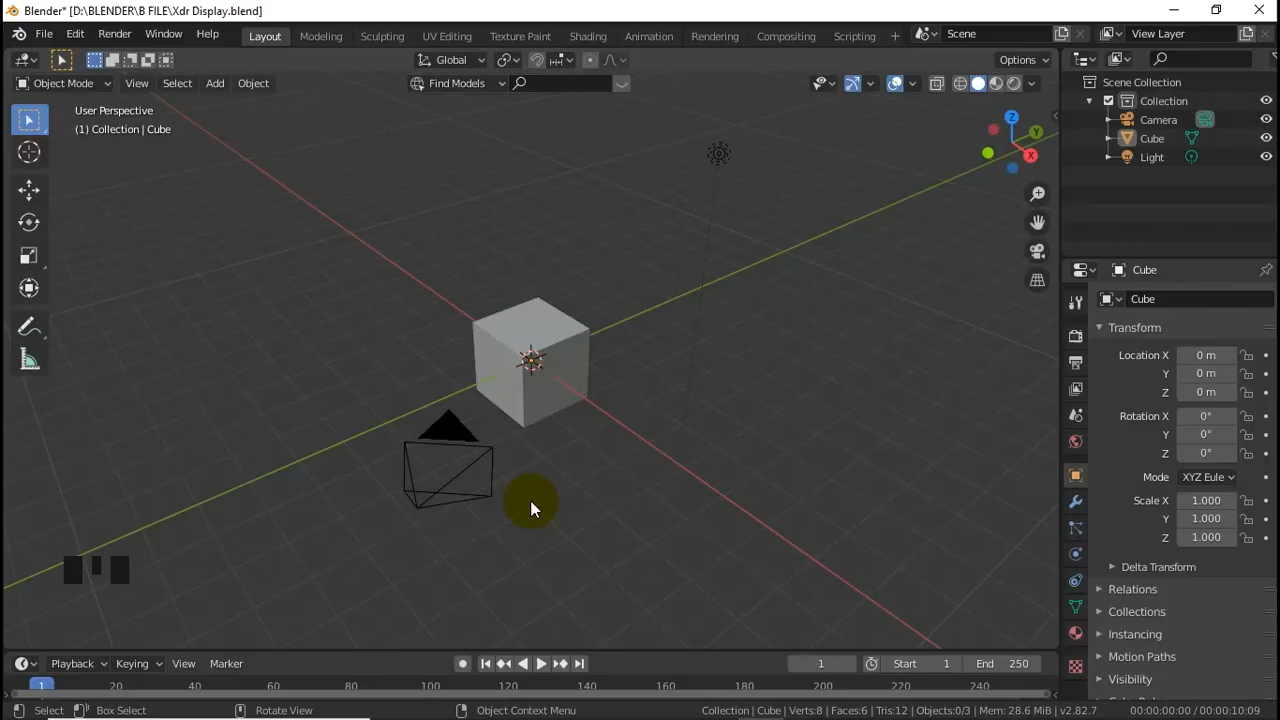 Blender* [D:\BLENDER\B FILE\Xdr Display.blend]
File Edit Render Window Help Layout Modeling Sculpting UV Editing Texture Paint Shading Animation Rendering Compositing Scripting + Scene View Layer
Global Options
Object Mode View Select Add Object Find Models
User Perspective
(1) Collection | Cube
Z
Y
X
Scene Collection
Collection
Camera
Cube
Light
Cube
Cube
Transform
Location X 0 m
Y 0 m
Z 0 m
Rotation X 0°
Y 0°
Z 0°
Mode XYZ Eule
Scale X 1.000
Y 1.000
Z 1.000
Delta Transform
Relations
Collections
Instancing
Motion Paths
Visibility
Playback Keying View Marker 1 Start 1 End 250
1 20 40 60 80 100 120 140 160 180 200 220 240
Select Box Select Rotate View Object Context Menu Collection | Cube | Verts:8 | Faces:6 | Tris:12 | Objects:0/3 | Mem: 28.6 MiB | v2.82.7
00:00:00:00 / 00:00:10:09